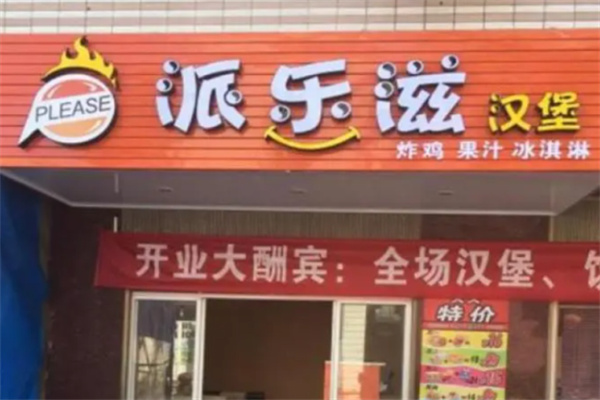 PLEASE
派乐滋 汉堡
炸鸡 果汁 冰淇淋
开业大酬宾：全场汉堡、饮
特价